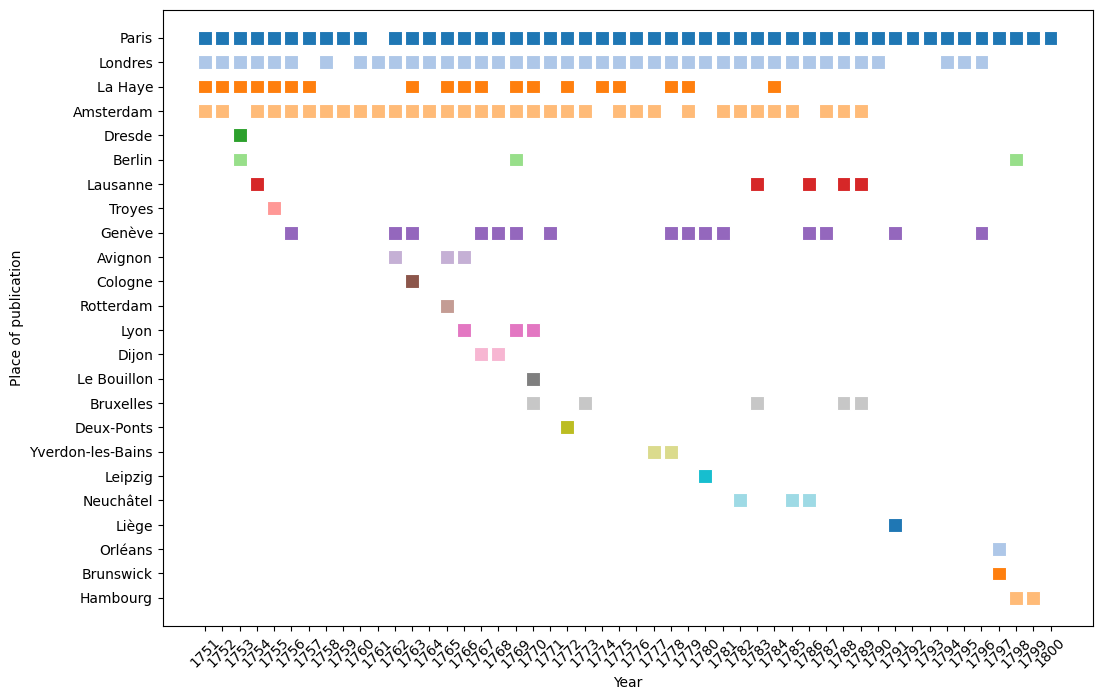 Paris
Londres
La Haye
Amsterdam
Dresde
Berlin
Lausanne
Troyes
Genève
Avignon
Cologne
Rotterdam
Lyon
Dijon
Le Bouillon
Bruxelles
Deux-Ponts
Yverdon-les-Bains
Leipzig
Neuchâtel
Liège
Orléans
Brunswick
Hambourg
Place of publication
1751
1752
1753
1754
1755
1756
1757
1758
1759
1760
1761
1762
1763
1764
1765
1766
1767
1768
1769
1770
1771
1772
1773
1774
1775
1776
1777
1778
1779
1780
1781
1782
1783
1784
1785
1786
1787
1788
1789
1790
1791
1792
1793
1794
1795
1796
1797
1798
1799
1800
Year